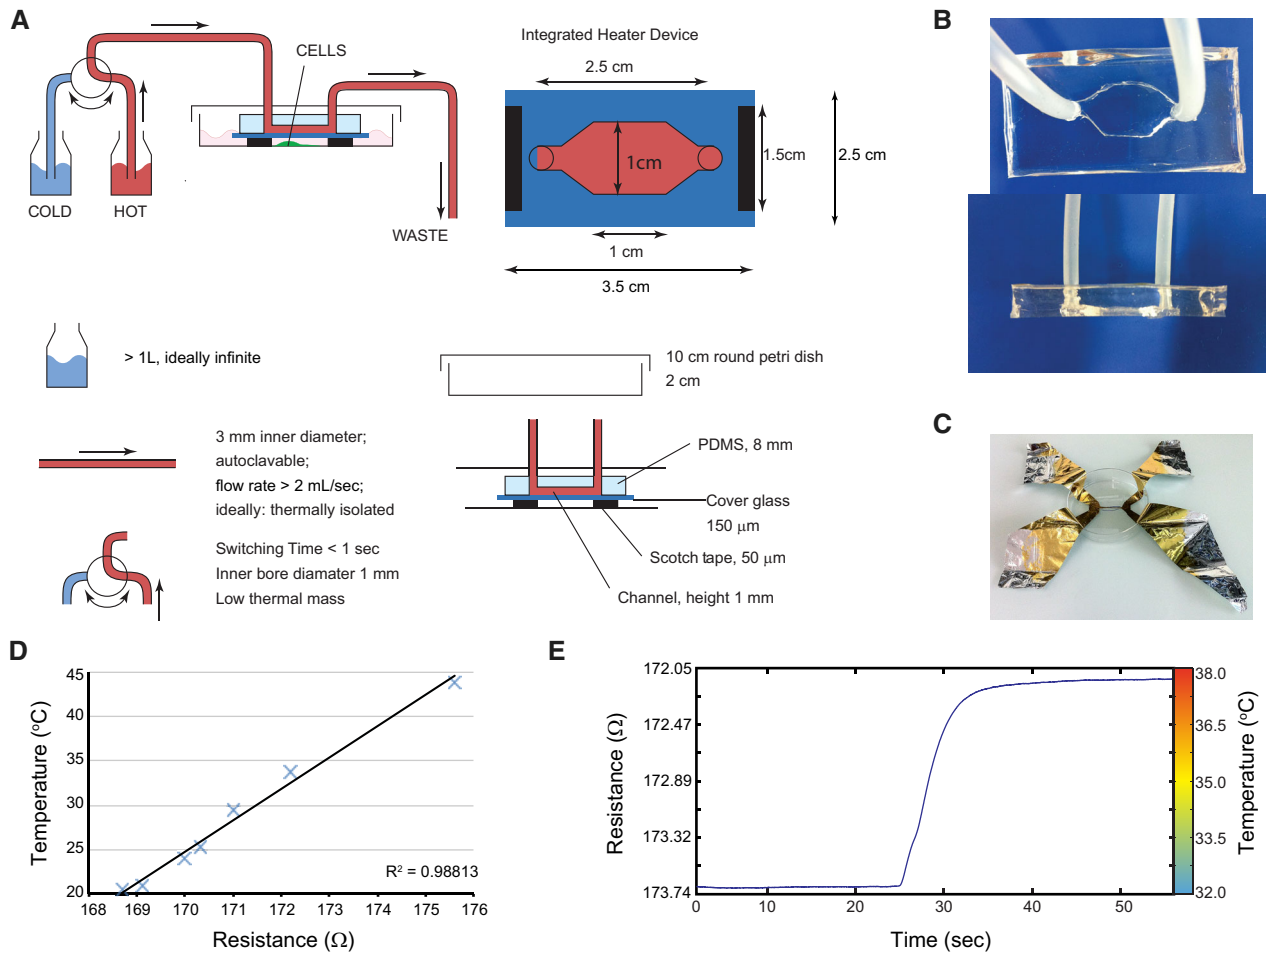 A
CELLS
COLD
HOT
WASTE
Integrated Heater Device
2.5 cm
1cm
1.5cm
2.5 cm
1 cm
3.5 cm
> 1L, ideally infinite
3 mm inner diameter;
autoclavable;
flow rate > 2 mL/sec;
ideally: thermally isolated
Switching Time < 1 sec
Inner bore diamater 1 mm
Low thermal mass
10 cm round petri dish
2 cm
PDMS, 8 mm
Cover glass
150 μm
Scotch tape, 50 μm
Channel, height 1 mm
B
C
D
Temperature (°C)
45
40
35
30
25
20
168 169 170 171 172 173 174 175 176
R² = 0.98813
Resistance (Ω)
E
Resistance (Ω)
172.05
172.47
172.89
173.32
173.74
0 10 20 30 40 50
Time (sec)
38.0
36.5
35.0
33.5
32.0
Temperature (°C)